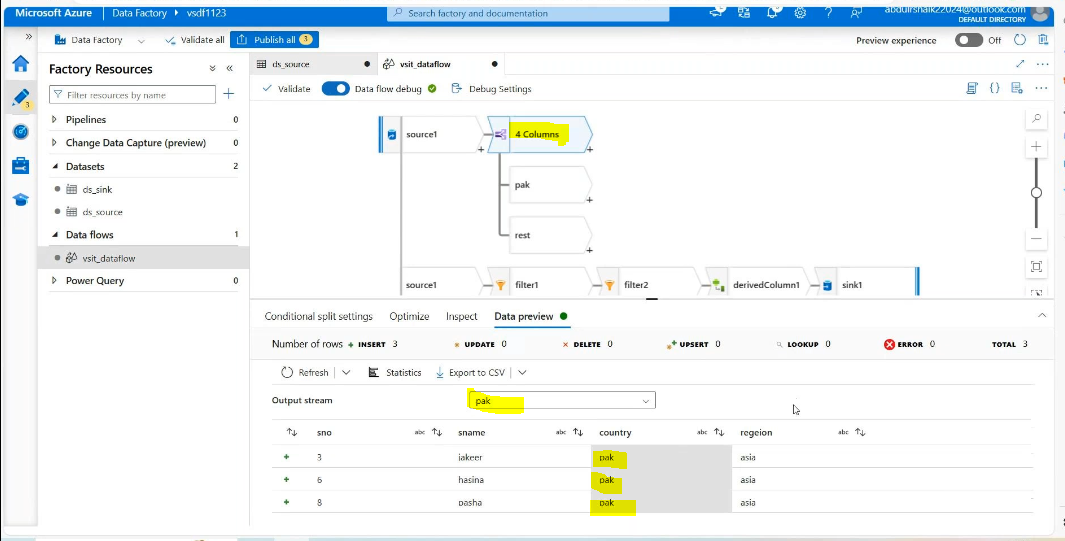 Microsoft Azure Data Factory vsdf1123 Search factory and documentation abdulrshaik22024@outlook.com
DEFAULT DIRECTORY
Data Factory Validate all Publish all 3 Preview experience Off
Factory Resources
Filter resources by name
Pipelines 0
Change Data Capture (preview) 0
Datasets 2
ds_sink
ds_source
Data flows 1
vsit_dataflow
Power Query 0
3
ds_source vsit_dataflow
Validate Data flow debug Debug Settings
source1 4 Columns
pak
rest
source1 filter1 filter2 derivedColumn1 sink1
Conditional split settings Optimize Inspect Data preview
Number of rows + INSERT 3 UPDATE 0 DELETE 0 UPSERT 0 LOOKUP 0 ERROR 0 TOTAL 3
Refresh Statistics Export to CSV
Output stream pak
sno abc sname abc country abc regeion abc
3 jakeer pak asia
6 hasina pak asia
8 pasha pak asia